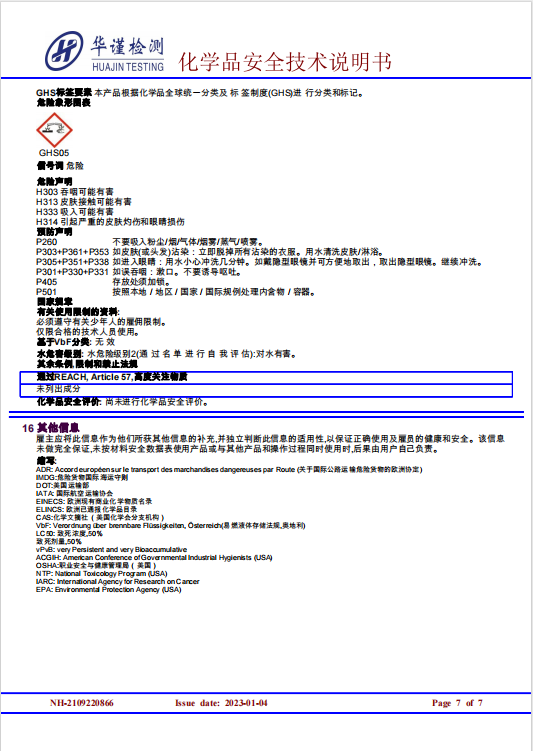 华谨检测
HUAJIN TESTING
化学品安全技术说明书
GHS标签要素 本产品根据化学品全球统一分类及 标 签制度(GHS)进 行分类和标记。
危险象形图表
GHS05
信号词 危险
危险声明
H303 吞咽可能有害
H313 皮肤接触可能有害
H333 吸入可能有害
H314 引起严重的皮肤灼伤和眼睛损伤
预防声明
P260 不要吸入粉尘/烟/气体/烟雾/蒸气/喷雾。
P303+P361+P353 如皮肤(或头发)沾染：立即脱掉所有沾染的衣服。用水清洗皮肤/淋浴。
P305+P351+P338 如进入眼睛：用水小心冲洗几分钟。如戴隐型眼镜并可方便地取出，取出隐型眼镜。继续冲洗。
P301+P330+P331 如误吞咽：漱口。不要诱导呕吐。
P405 存放处须加锁。
P501 按照本地 / 地区 / 国家 / 国际规例处理内含物 / 容器。
国家规章
有关使用限制的资料:
必须遵守有关少年人的雇佣限制。
仅限合格的技术人员使用。
基于VbF分类: 无 效
水危害级别: 水危险级别2(通 过 名 单 进 行 自 我 评 估):对水有害。
其余条例,限制和禁止法规
通过REACH, Article 57,高度关注物质
未列出成分
化学品安全评价: 尚未进行化学品安全评价。
16 其他信息
雇主应将此信息作为他们所获其他信息的补充,并独立判断此信息的适用性,以保证正确使用及雇员的健康和安全。该信息
未做完全保证,未按材料安全数据表使用产品或与其他产品和操作过程同时使用时,后果由用户自己负责。
缩写:
ADR: Accord européen sur le transport des marchandises dangereuses par Route (关于国际公路运输危险货物的欧洲协定)
IMDG:危险货物国际海运守则
DOT:美国运输部
IATA: 国际航空运输协会
EINECS: 欧洲现有商业化学物质名录
ELINCS: 欧洲已通报化学品目录
CAS:化学文摘社（ 美国化学会分支机构 ）
VbF: Verordnung über brennbare Flüssigkeiten, Österreich(易燃液体存储法规,奥地利)
LC50: 致死浓度,50%
致死剂量,50%
vPvB: very Persistent and very Bioaccumulative
ACGIH: American Conference of Governmental Industrial Hygienists (USA)
OSHA:职业安全与健康管理局（ 美国 ）
NTP: National Toxicology Program (USA)
IARC: International Agency for Research on Cancer
EPA: Environmental Protection Agency (USA)
NH-2109220866 Issue date: 2023-01-04 Page 7 of 7